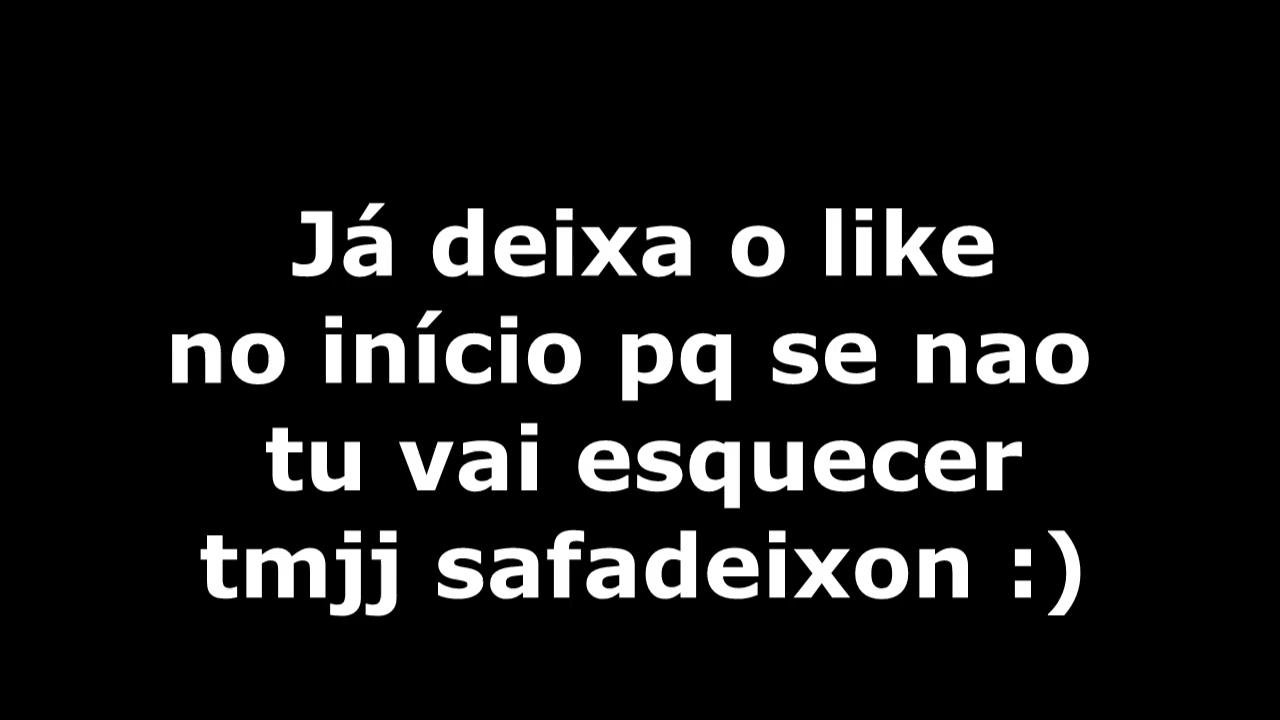 Já deixa o like
no início pq se nao
tu vai esquecer
tmjj safadeixon :)